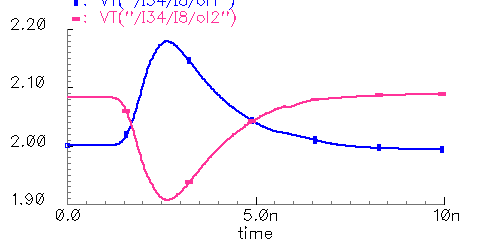 : VT("/I34/I8/ol1")
: VT("/I34/I8/ol2")
2.20
2.10
2.00
1.90
0.0
5.0n
10n
time